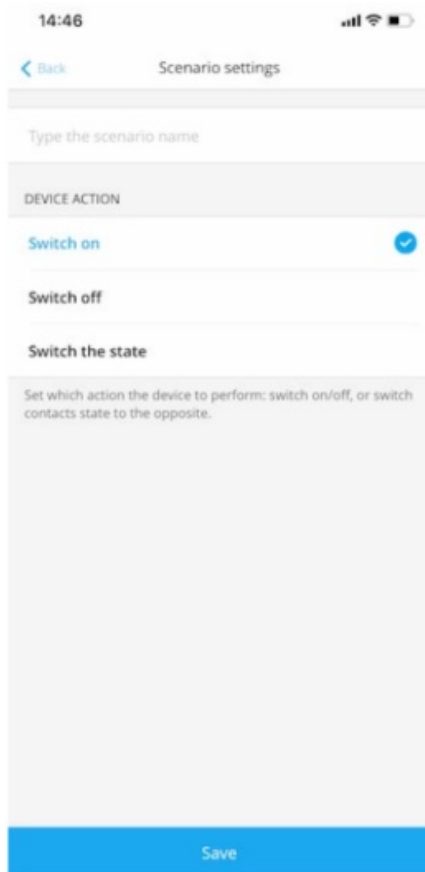 14:46
Back
Scenario settings
Type the scenario name
DEVICE ACTION
Switch on
Switch off
Switch the state
Set which action the device to perform: switch on/off, or switch
contacts state to the opposite.
Save